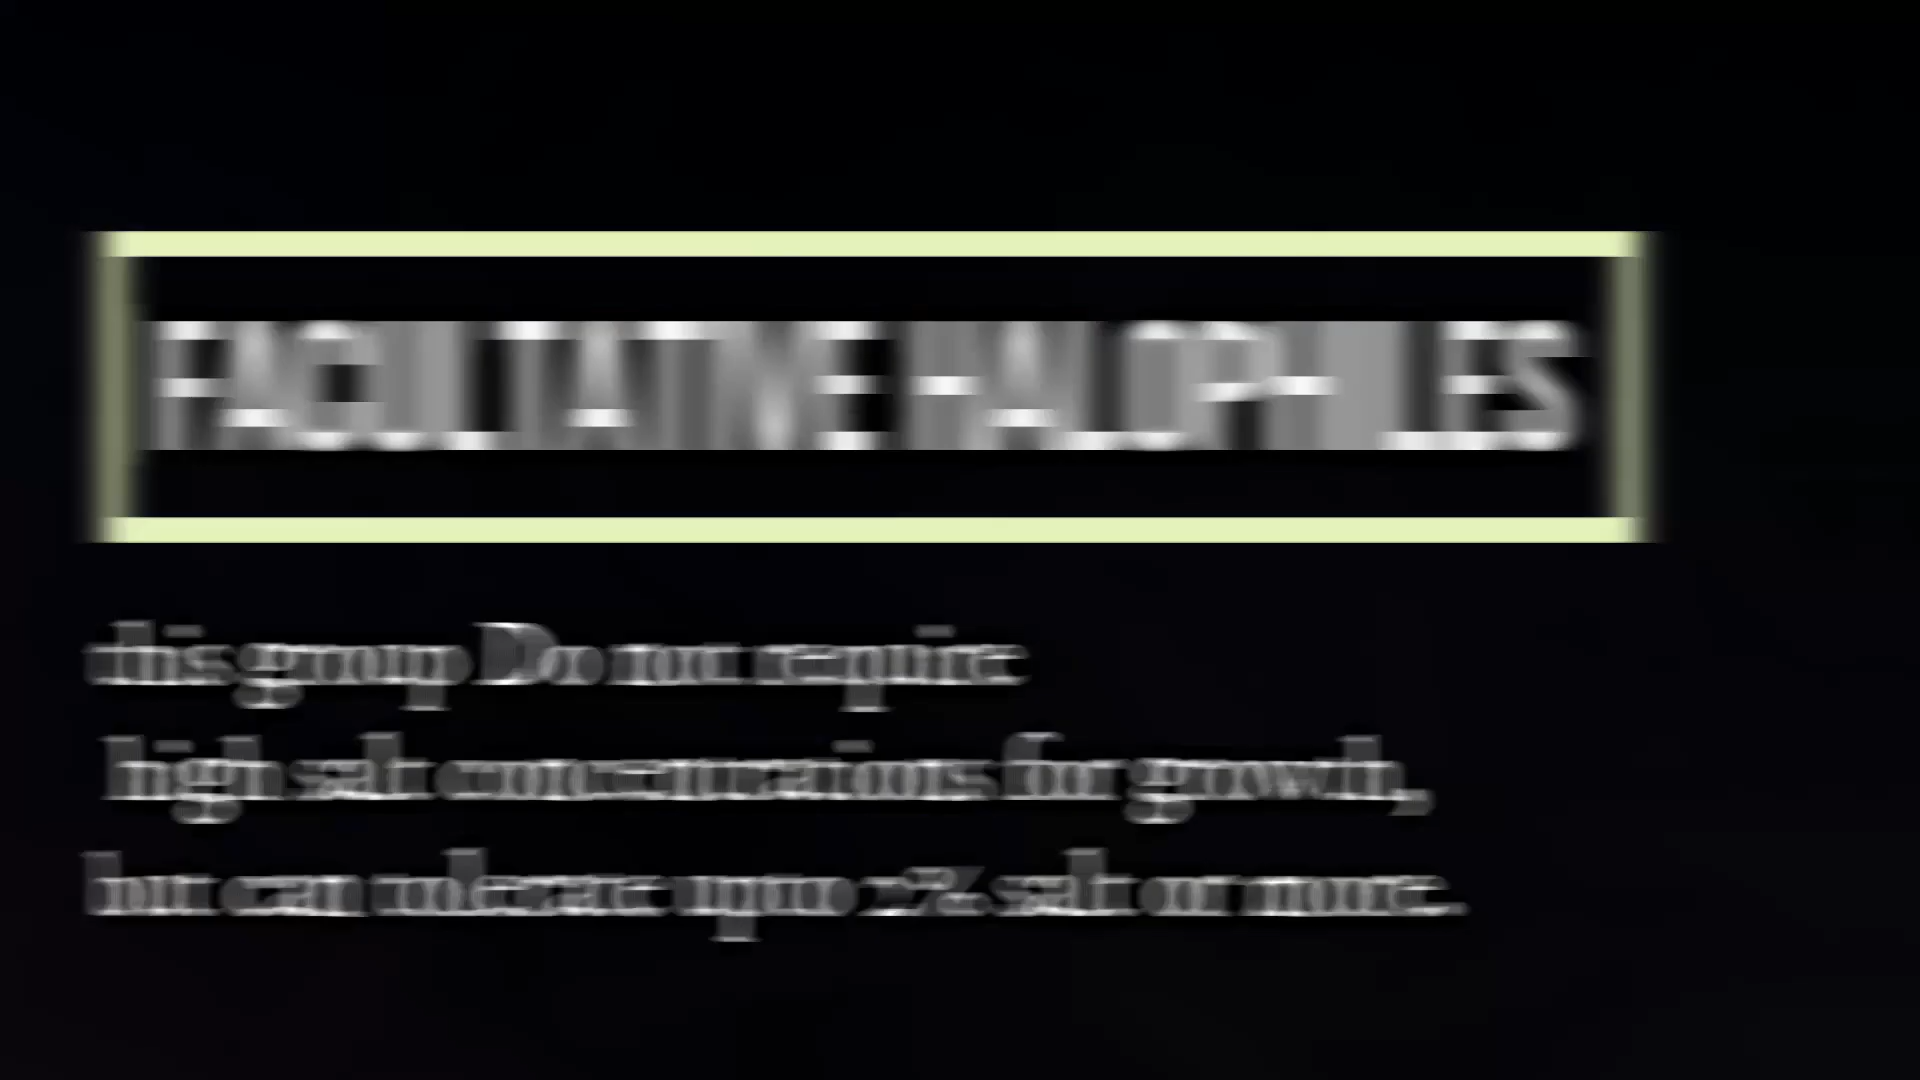 FACULTATIVE HALOPHILES
this group Do not require
high salt concentrations for growth,
but can tolerate upto 2% salt or more.